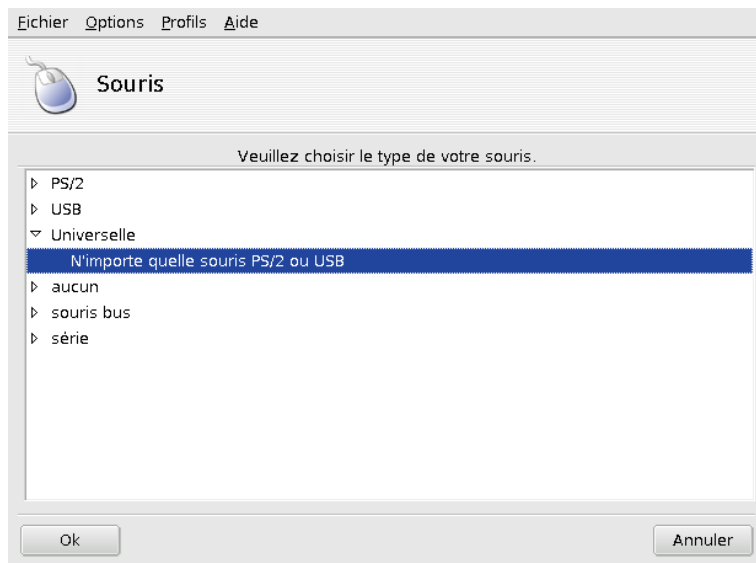 Fichier Options Profils Aide
Souris
Veuillez choisir le type de votre souris.
PS/2
USB
Universelle
N'importe quelle souris PS/2 ou USB
aucun
souris bus
série
Ok Annuler